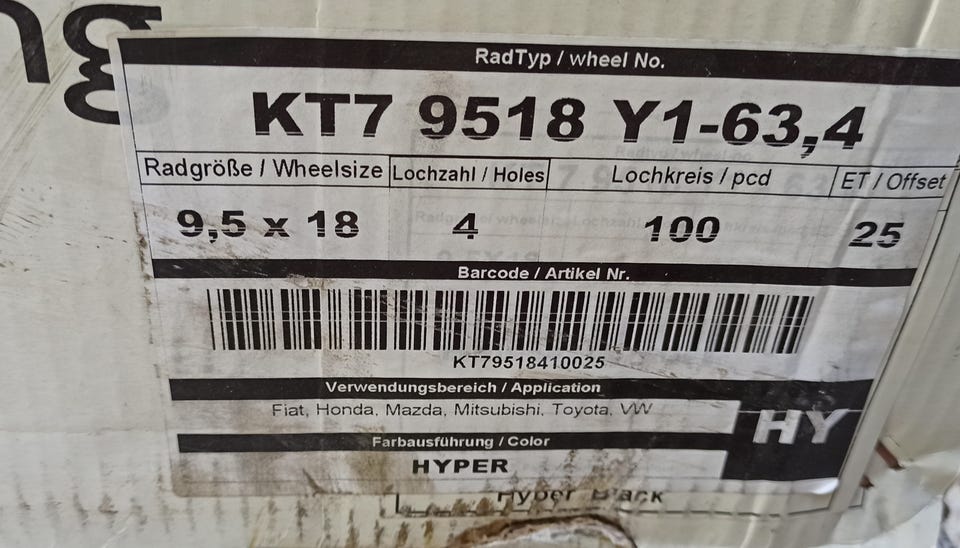 ng
RadTyp / wheel No.
KT7 9518 Y1-63,4
Radgröße / Wheelsize Lochzahl / Holes Lochkreis / pcd ET / Offset
9,5 x 18 4 100 25
Barcode / Artikel Nr.
KT79518410025
Verwendungsbereich / Application
Fiat, Honda, Mazda, Mitsubishi, Toyota, VW
HY
Farbausführung / Color
HYPER
Hyper Black